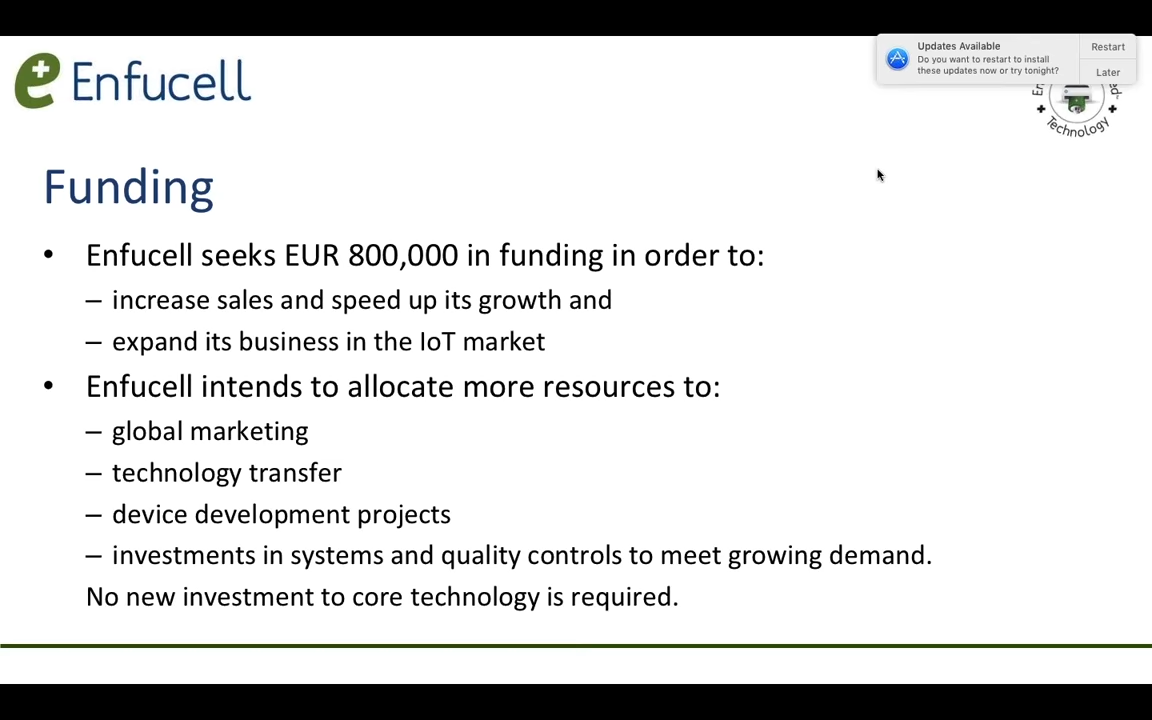 Enfucell
Updates Available
Do you want to restart to install
these updates now or try tonight?
Restart
Later
Technology
Funding
• Enfucell seeks EUR 800,000 in funding in order to:
– increase sales and speed up its growth and
– expand its business in the IoT market
• Enfucell intends to allocate more resources to:
– global marketing
– technology transfer
– device development projects
– investments in systems and quality controls to meet growing demand.
No new investment to core technology is required.